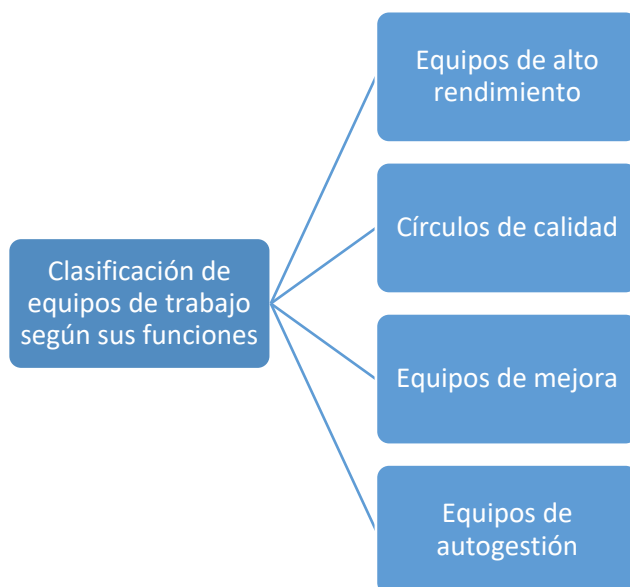 Clasificación de
equipos de trabajo
según sus funciones
Equipos de alto
rendimiento
Círculos de calidad
Equipos de mejora
Equipos de
autogestión